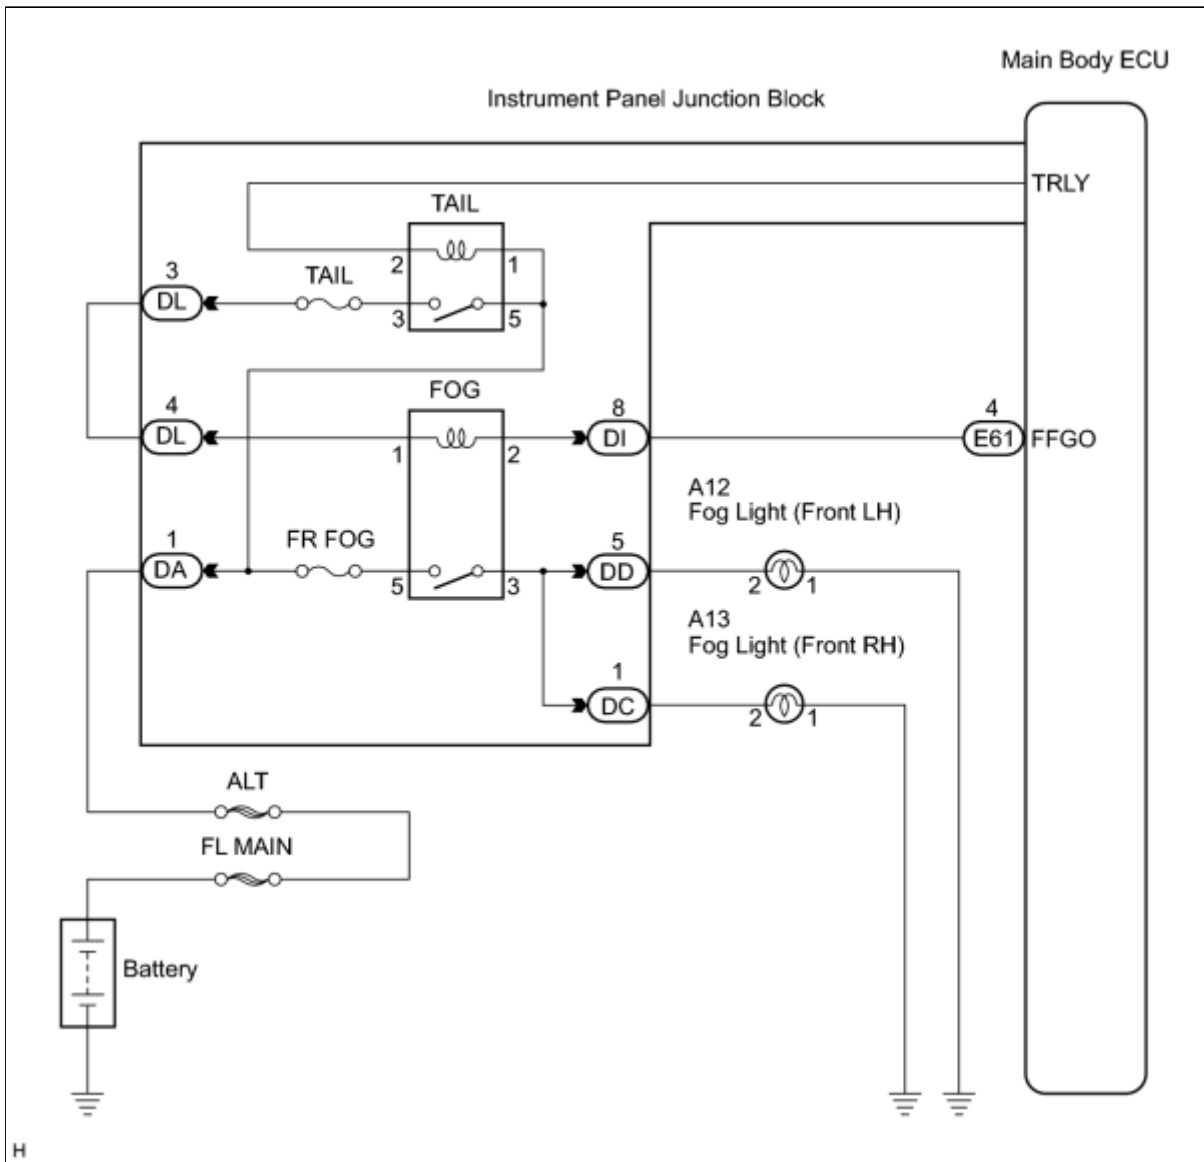 Main Body ECU
Instrument Panel Junction Block
TRLY
TAIL
2
1
3
TAIL
DL
3
5
FOG
4
8
4
DL
1
2
DI
E61
FFGO
A12
Fog Light (Front LH)
1
FR FOG
5
DA
5
3
DD
2
1
A13
Fog Light (Front RH)
1
DC
2
1
ALT
FL MAIN
Battery
H